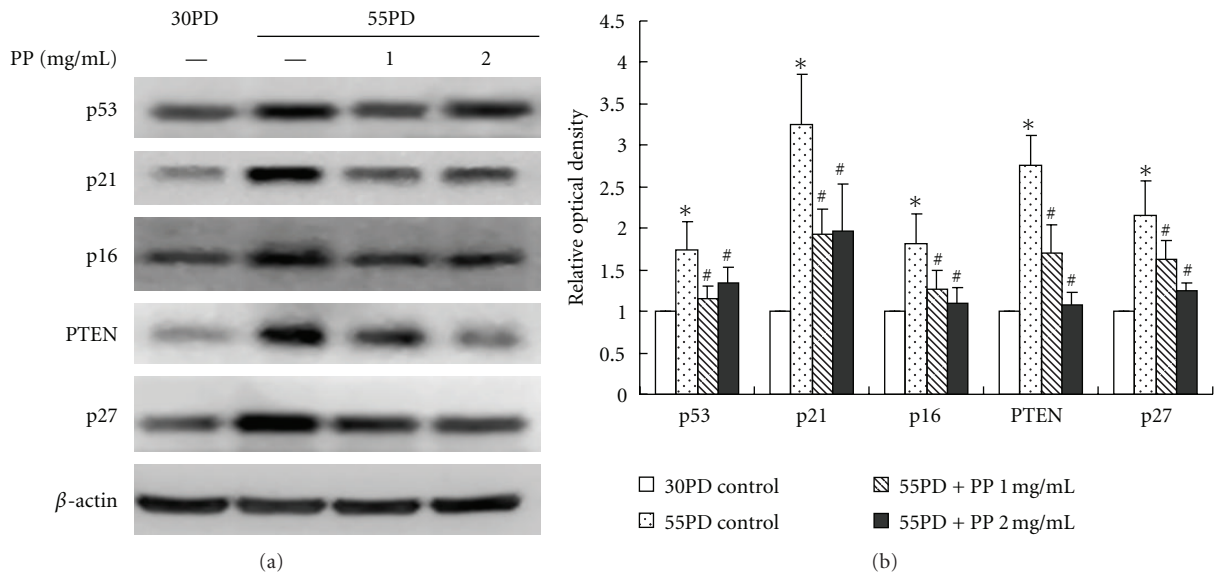 30PD 55PD
PP (mg/mL) — — 1 2
p53
p21
p16
PTEN
p27
β-actin
(a)
Relative optical density
4.5
4
3.5
3
2.5
2
1.5
1
0.5
0
* # #
* # #
* # #
* # #
* # #
p53 p21 p16 PTEN p27
30PD control
55PD control
55PD + PP 1 mg/mL
55PD + PP 2 mg/mL
(b)